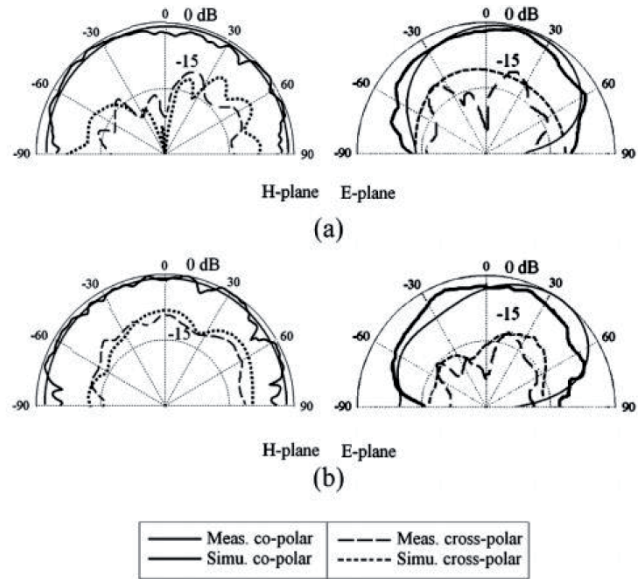 0 0 dB
-30 30
-15
-60 60
-90 90
0 0 dB
-30 30
-15
-60 60
-90 90
H-plane E-plane
(a)
0 0 dB
-30 30
-15
-60 60
-90 90
0 0 dB
-30 30
-15
-60 60
-90 90
H-plane E-plane
(b)
Meas. co-polar Meas. cross-polar
Simu. co-polar Simu. cross-polar